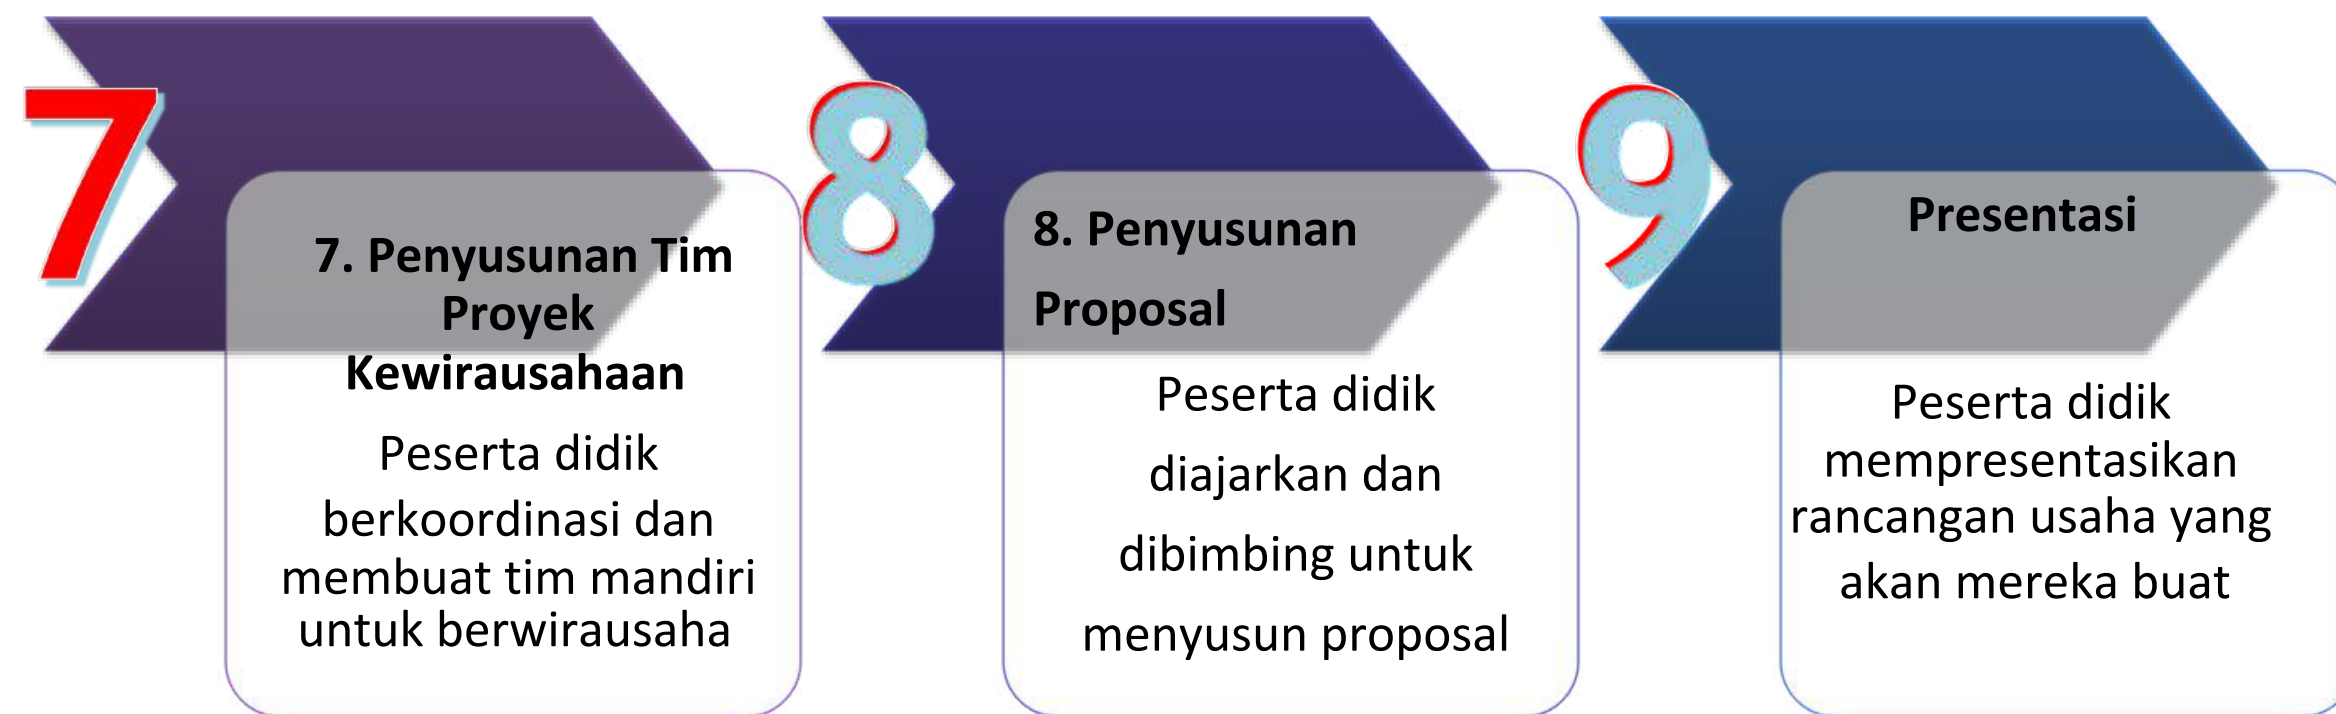 7
7. Penyusunan Tim
Proyek
Kewirausahaan
Peserta didik
berkoordinasi dan
membuat tim mandiri
untuk berwirausaha
8
8. Penyusunan
Proposal
Peserta didik
diajarkan dan
dibimbing untuk
menyusun proposal
9
Presentasi
Peserta didik
mempresentasikan
rancangan usaha yang
akan mereka buat